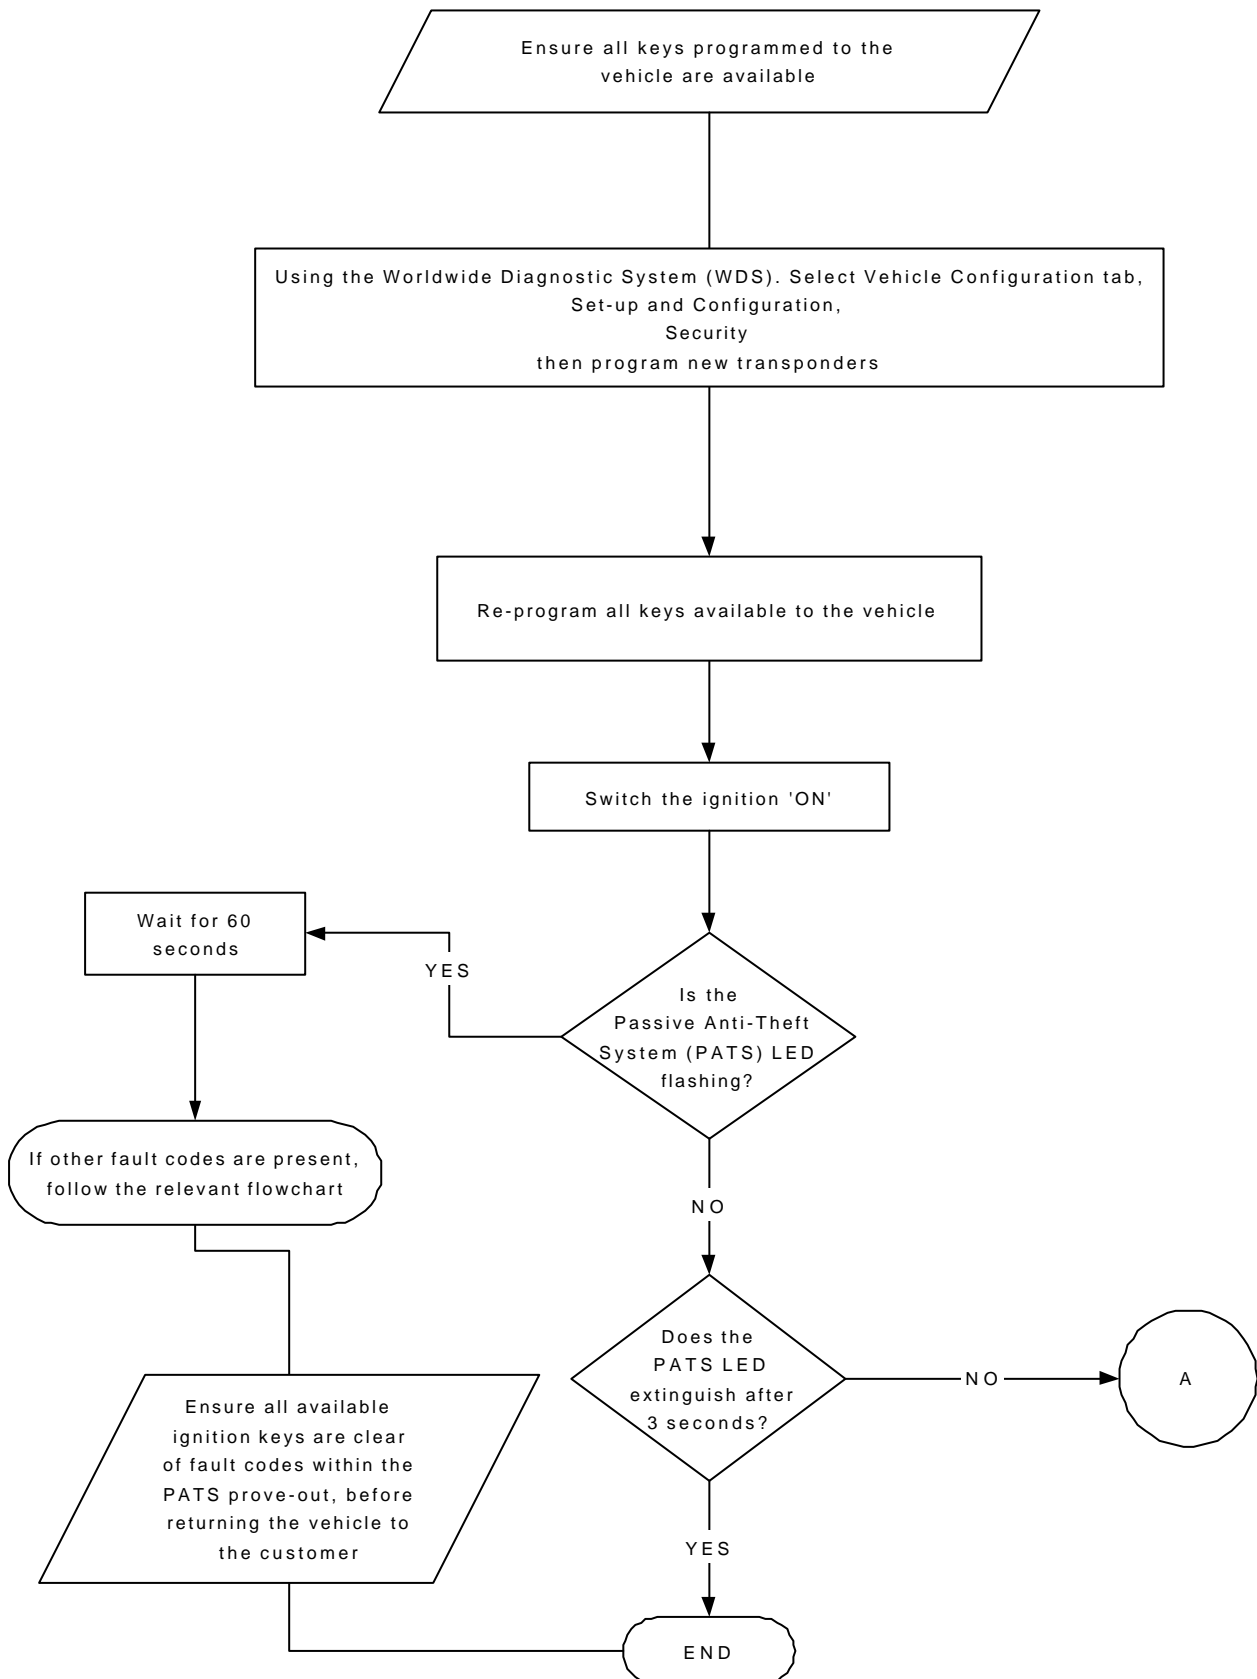 Ensure all keys programmed to the
vehicle are available
Using the Worldwide Diagnostic System (WDS). Select Vehicle Configuration tab,
Set-up and Configuration,
Security
then program new transponders
Re-program all keys available to the vehicle
Switch the ignition 'ON'
Wait for 60
seconds
YES
Is the
Passive Anti-Theft
System (PATS) LED
flashing?
If other fault codes are present,
follow the relevant flowchart
NO
Does the
PATS LED
extinguish after
3 seconds?
NO
A
Ensure all available
ignition keys are clear
of fault codes within the
PATS prove-out, before
returning the vehicle to
the customer
YES
END